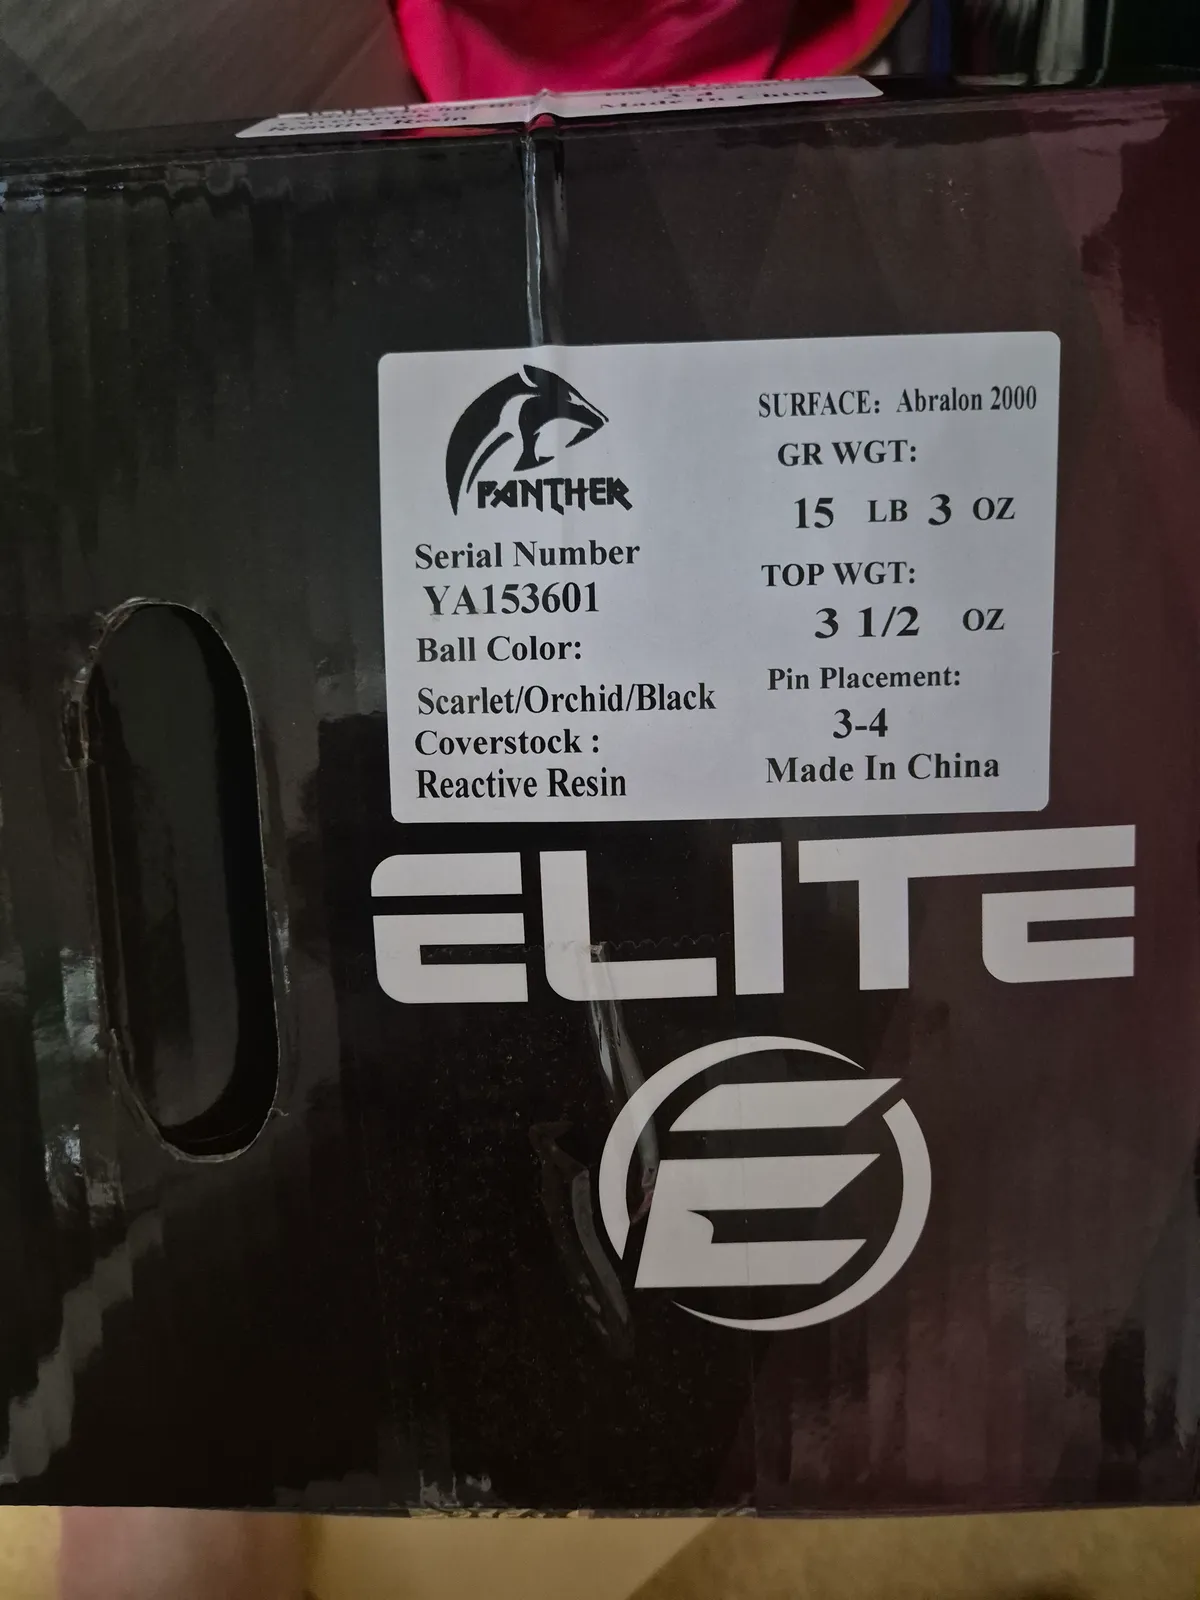 Reactive Resin
Made In China
PANTHER
Serial Number
YA153601
Ball Color:
Scarlet/Orchid/Black
Coverstock :
Reactive Resin
SURFACE: Abralon 2000
GR WGT:
15 LB 3 OZ
TOP WGT:
3 1/2 OZ
Pin Placement:
3-4
Made In China
ELITE
E